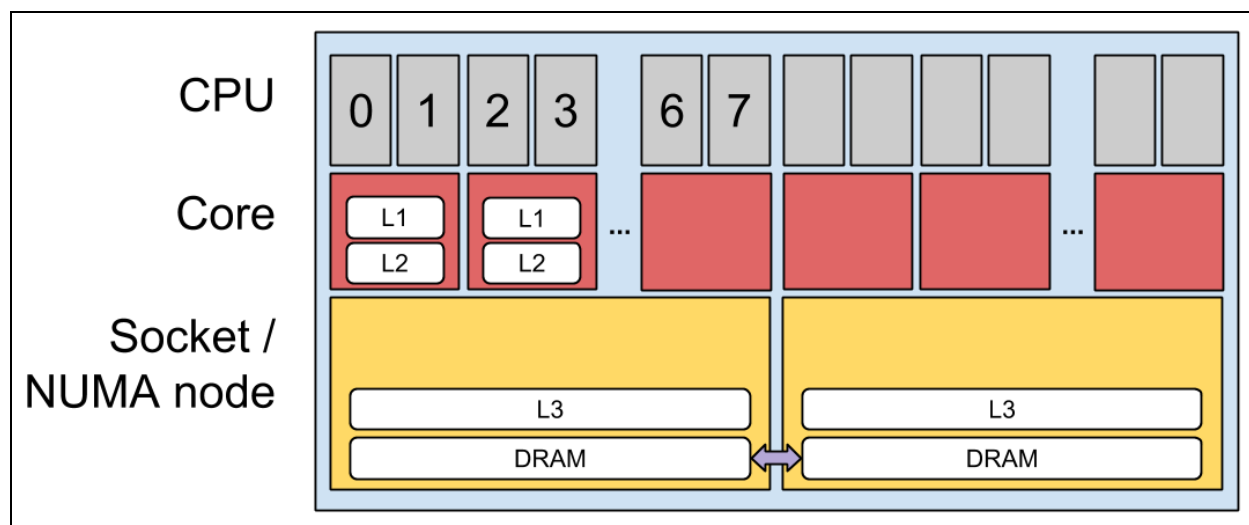 CPU
0 1 2 3 6 7
Core
L1 L1
... ...
L2 L2
Socket /
NUMA node
L3 L3
DRAM DRAM